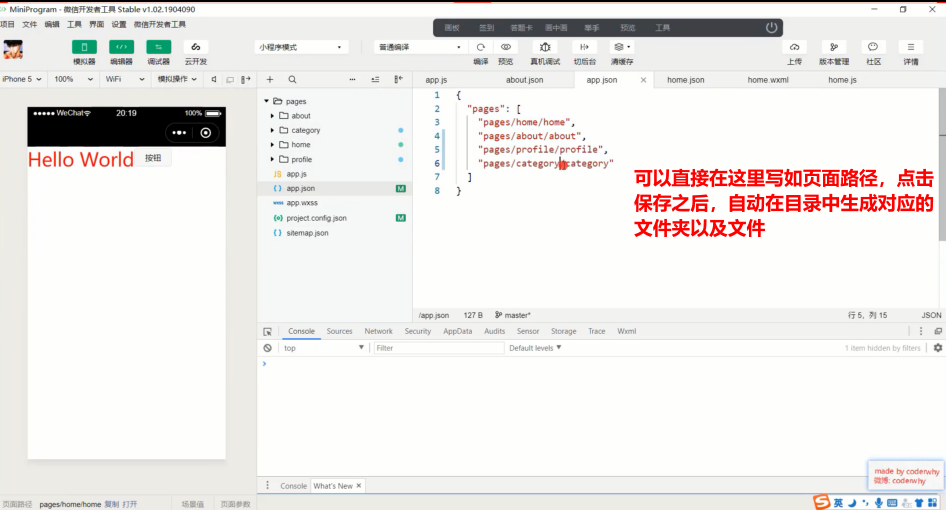 MiniProgram - 微信开发者工具 Stable v1.02.1904090
项目 文件 编辑 工具 界面 设置 微信开发者工具
画板 签到 答题卡 画中画 举手 预览 工具
模拟器 编辑器 调试器 云开发
小程序模式 普通编译
编译 预览 真机调试 切后台 清缓存
上传 版本管理 社区 详情
iPhone 5 100% WiFi 模拟操作
app.js about.json app.json home.json home.wxml home.js
WeChat 20:19 100%
Hello World 按钮
pages
about
category
home
profile
JS app.js
{ } app.json M
wxss app.wxss
project.config.json M
{ } sitemap.json
1 {
2 "pages": [
3 "pages/home/home",
4 "pages/about/about",
5 "pages/profile/profile",
6 "pages/category/category"
7 ]
8 }
可以直接在这里写如页面路径，点击
保存之后，自动在目录中生成对应的
文件夹以及文件
/app.json 127 B master* 行 5，列 15 JSON
Console Sources Network Security AppData Audits Sensor Storage Trace Wxml
top Filter Default levels 1 item hidden by filters
Console What's New
made by coderwhy
微博: coderwhy
页面路径 pages/home/home 复制 打开 场景值 页面参数
英